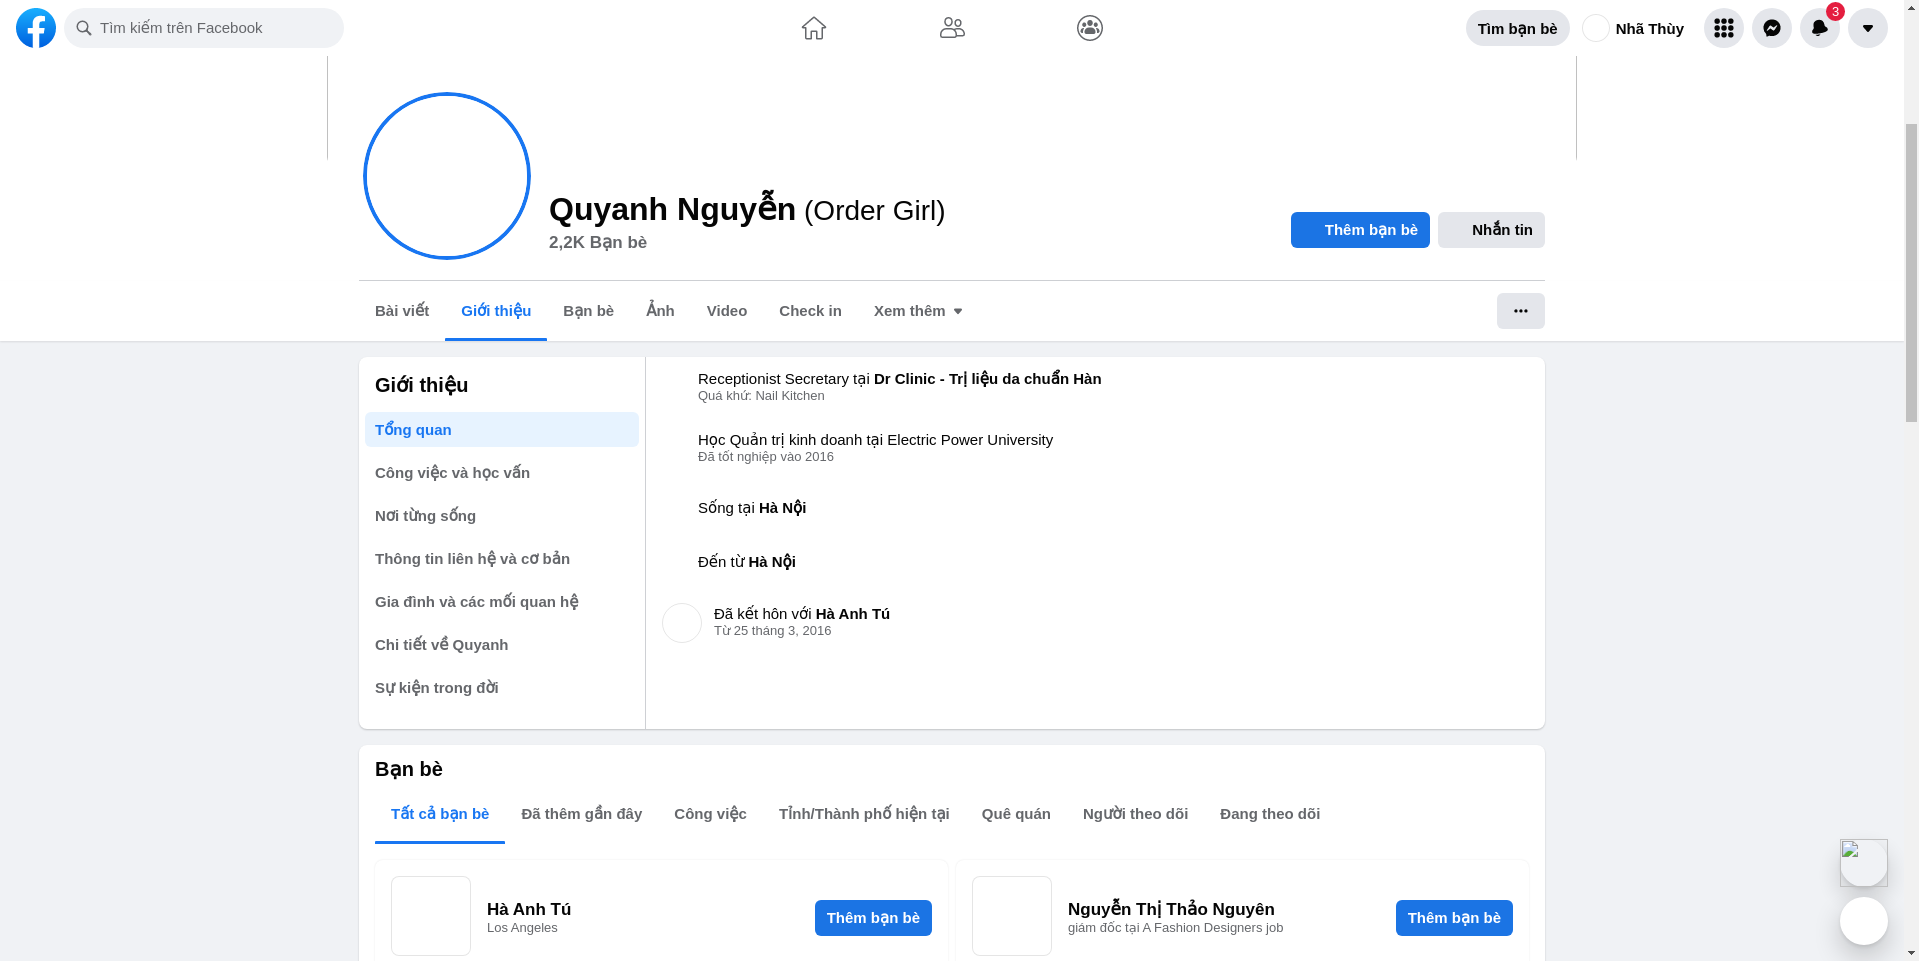 Tìm kiếm trên Facebook
Tìm bạn bè
Nhã Thùy
3
Quyanh Nguyễn (Order Girl)
2,2K Bạn bè
Thêm bạn bè
Nhắn tin
Bài viết
Giới thiệu
Bạn bè
Ảnh
Video
Check in
Xem thêm
Giới thiệu
Tổng quan
Công việc và học vấn
Nơi từng sống
Thông tin liên hệ và cơ bản
Gia đình và các mối quan hệ
Chi tiết về Quyanh
Sự kiện trong đời
Receptionist Secretary tại Dr Clinic - Trị liệu da chuẩn Hàn
Quá khứ: Nail Kitchen
Học Quản trị kinh doanh tại Electric Power University
Đã tốt nghiệp vào 2016
Sống tại Hà Nội
Đến từ Hà Nội
Đã kết hôn với Hà Anh Tú
Từ 25 tháng 3, 2016
Bạn bè
Tất cả bạn bè
Đã thêm gần đây
Công việc
Tỉnh/Thành phố hiện tại
Quê quán
Người theo dõi
Đang theo dõi
Hà Anh Tú
Los Angeles
Thêm bạn bè
Nguyễn Thị Thảo Nguyên
giám đốc tại A Fashion Designers job
Thêm bạn bè